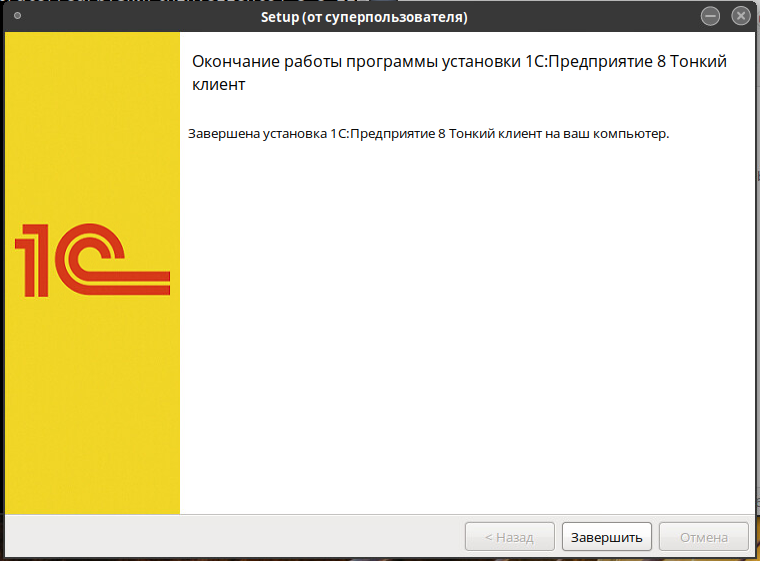 Setup (от суперпользователя)
Окончание работы программы установки 1С:Предприятие 8 Тонкий
клиент
Завершена установка 1С:Предприятие 8 Тонкий клиент на ваш компьютер.
1С
< Назад
Завершить
Отмена